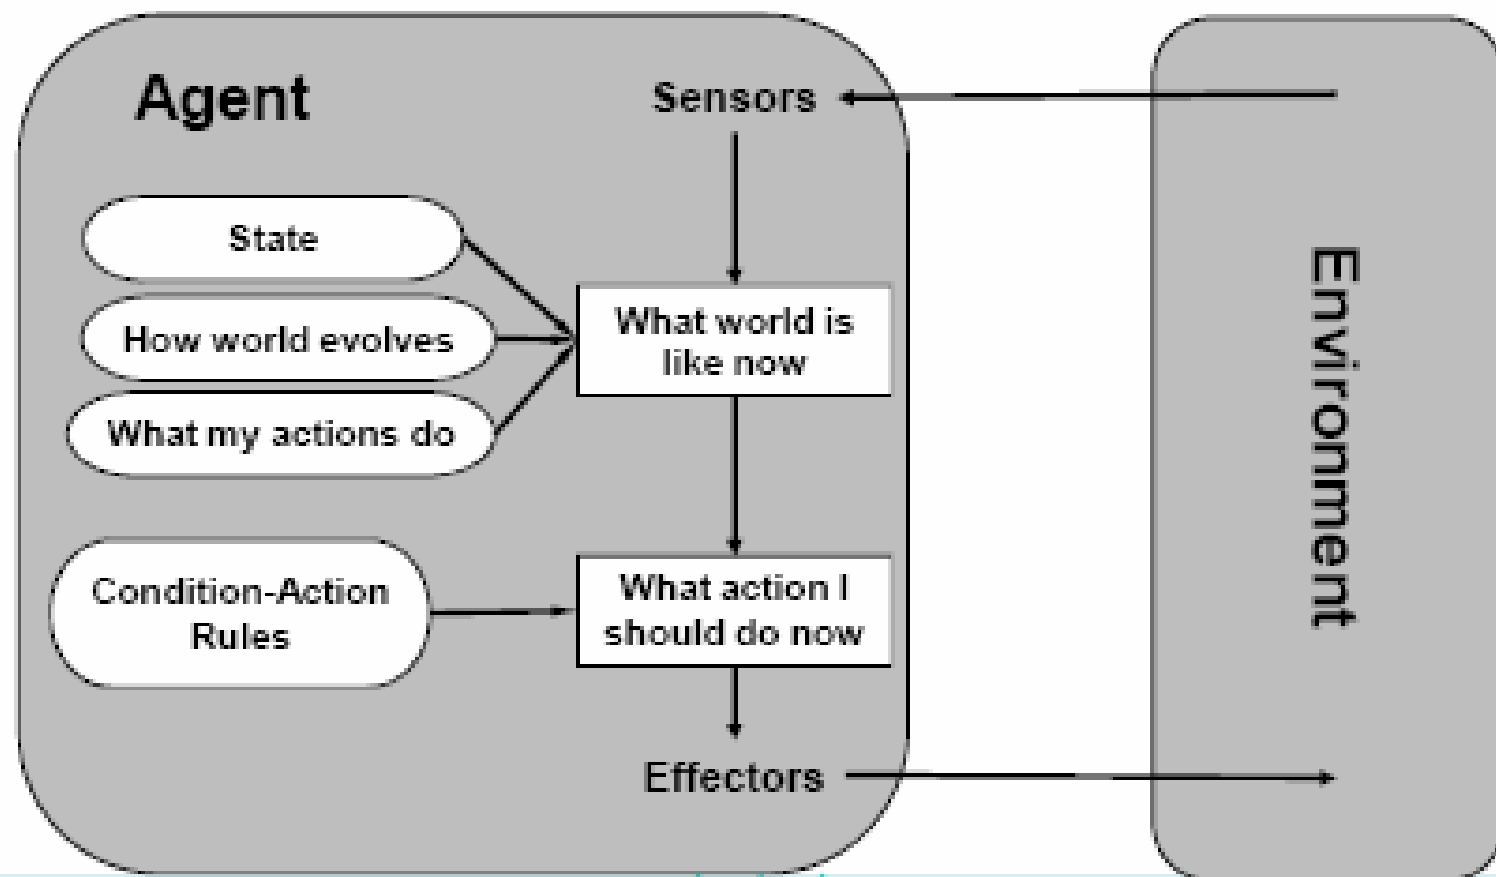 Agent
Sensors
State
How world evolves
What my actions do
What world is
like now
Condition-Action
Rules
What action I
should do now
Effectors
Environment